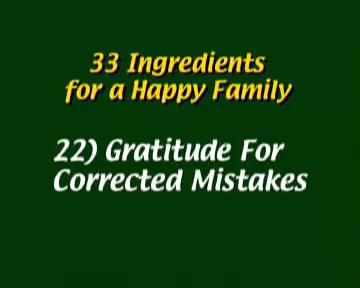 33 Ingredients
for a Happy Family
22) Gratitude For
Corrected Mistakes